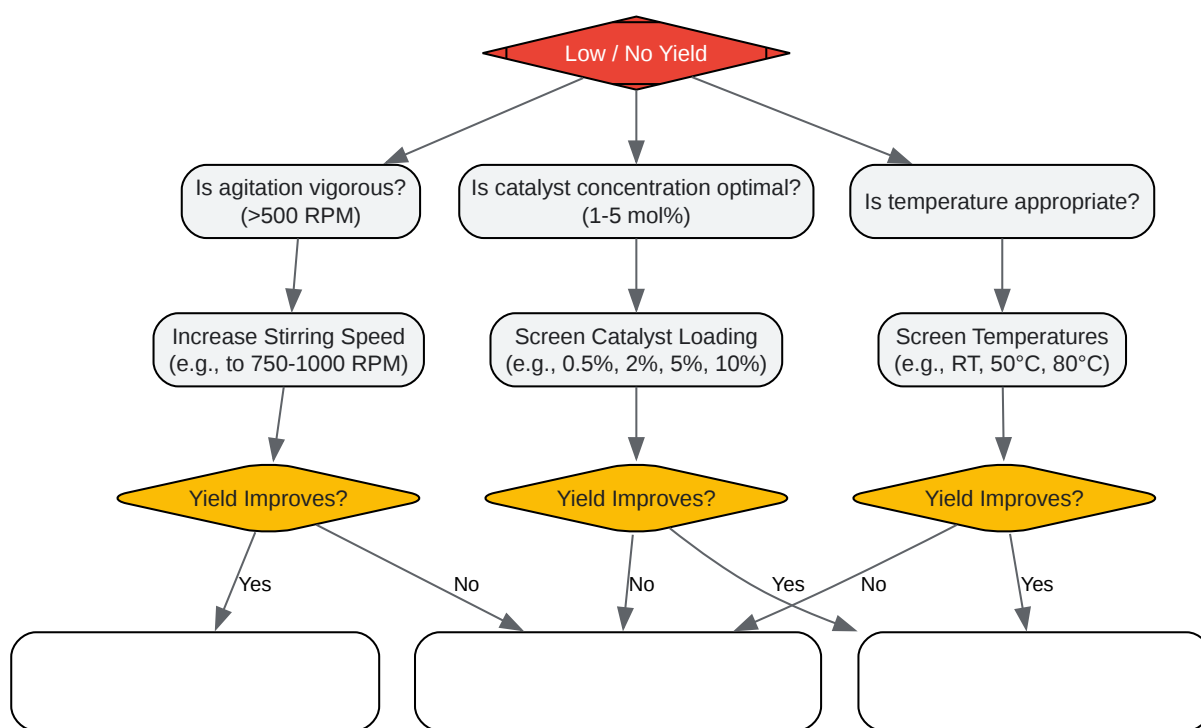 Low / No Yield
Is agitation vigorous?
(>500 RPM)
Is catalyst concentration optimal?
(1-5 mol%)
Is temperature appropriate?
Increase Stirring Speed
(e.g., to 750-1000 RPM)
Screen Catalyst Loading
(e.g., 0.5%, 2%, 5%, 10%)
Screen Temperatures
(e.g., RT, 50°C, 80°C)
Yield Improves?
Yield Improves?
Yield Improves?
Yes
No
No
Yes
No
Yes